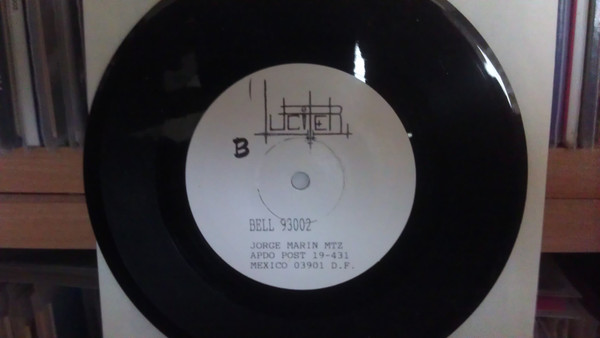 LUCIFER
B
BELL 93002
JORGE MARIN MTZ
APDO POST 19-431
MEXICO 03901 D.F.